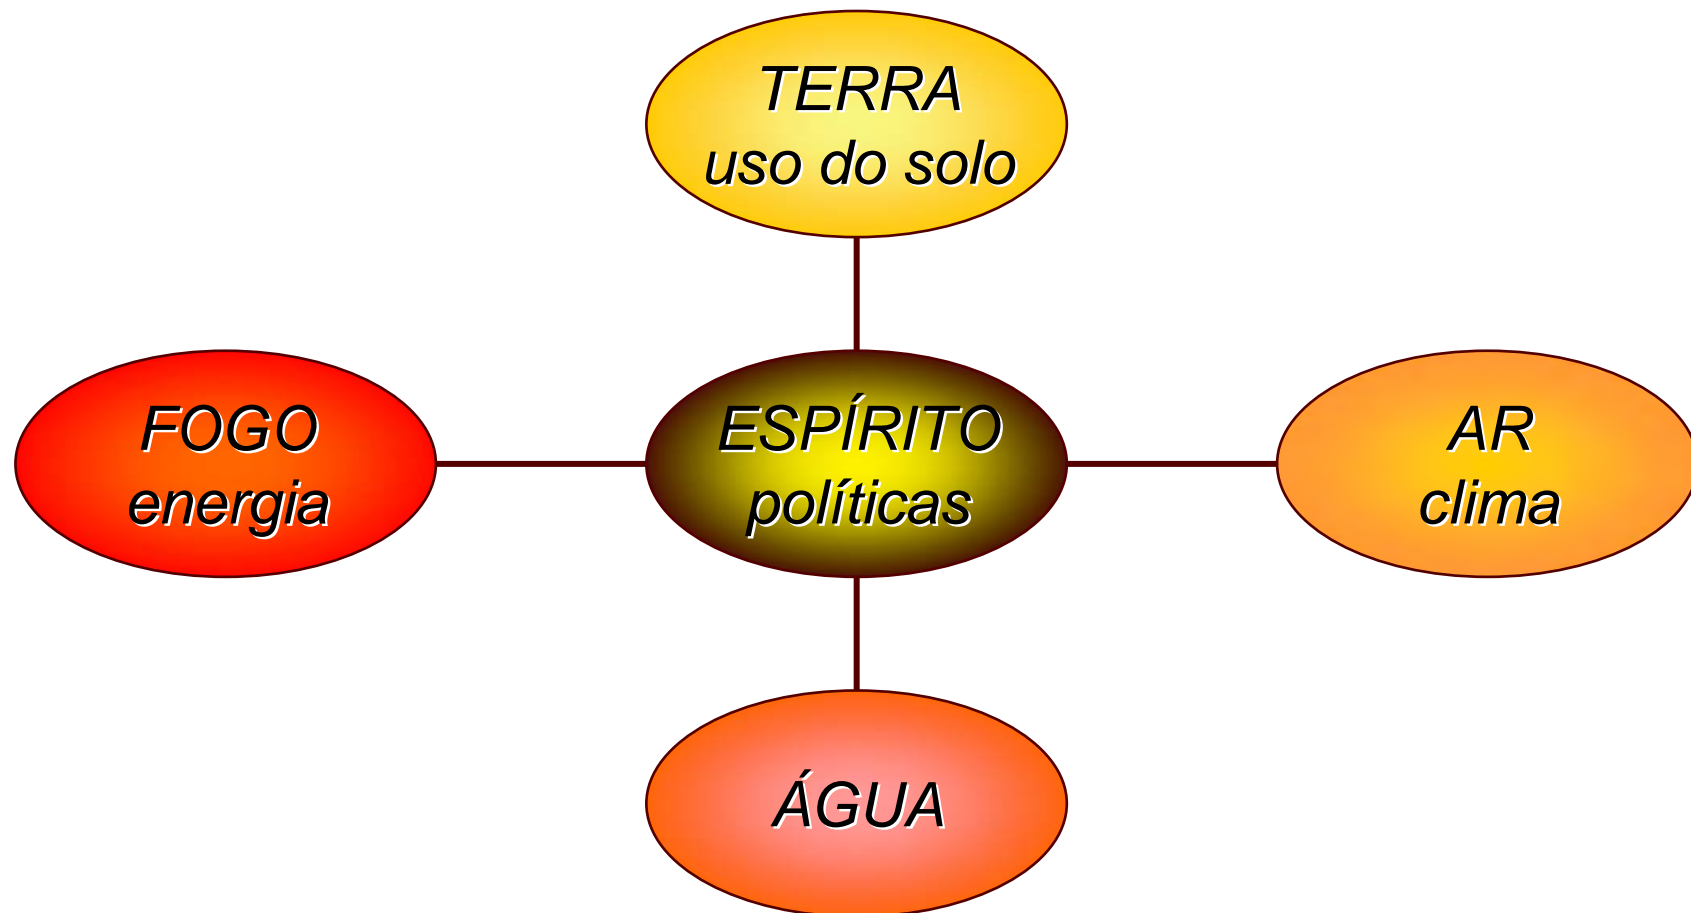 TERRA
uso do solo
FOGO
energia
ESPÍRITO
políticas
AR
clima
ÁGUA